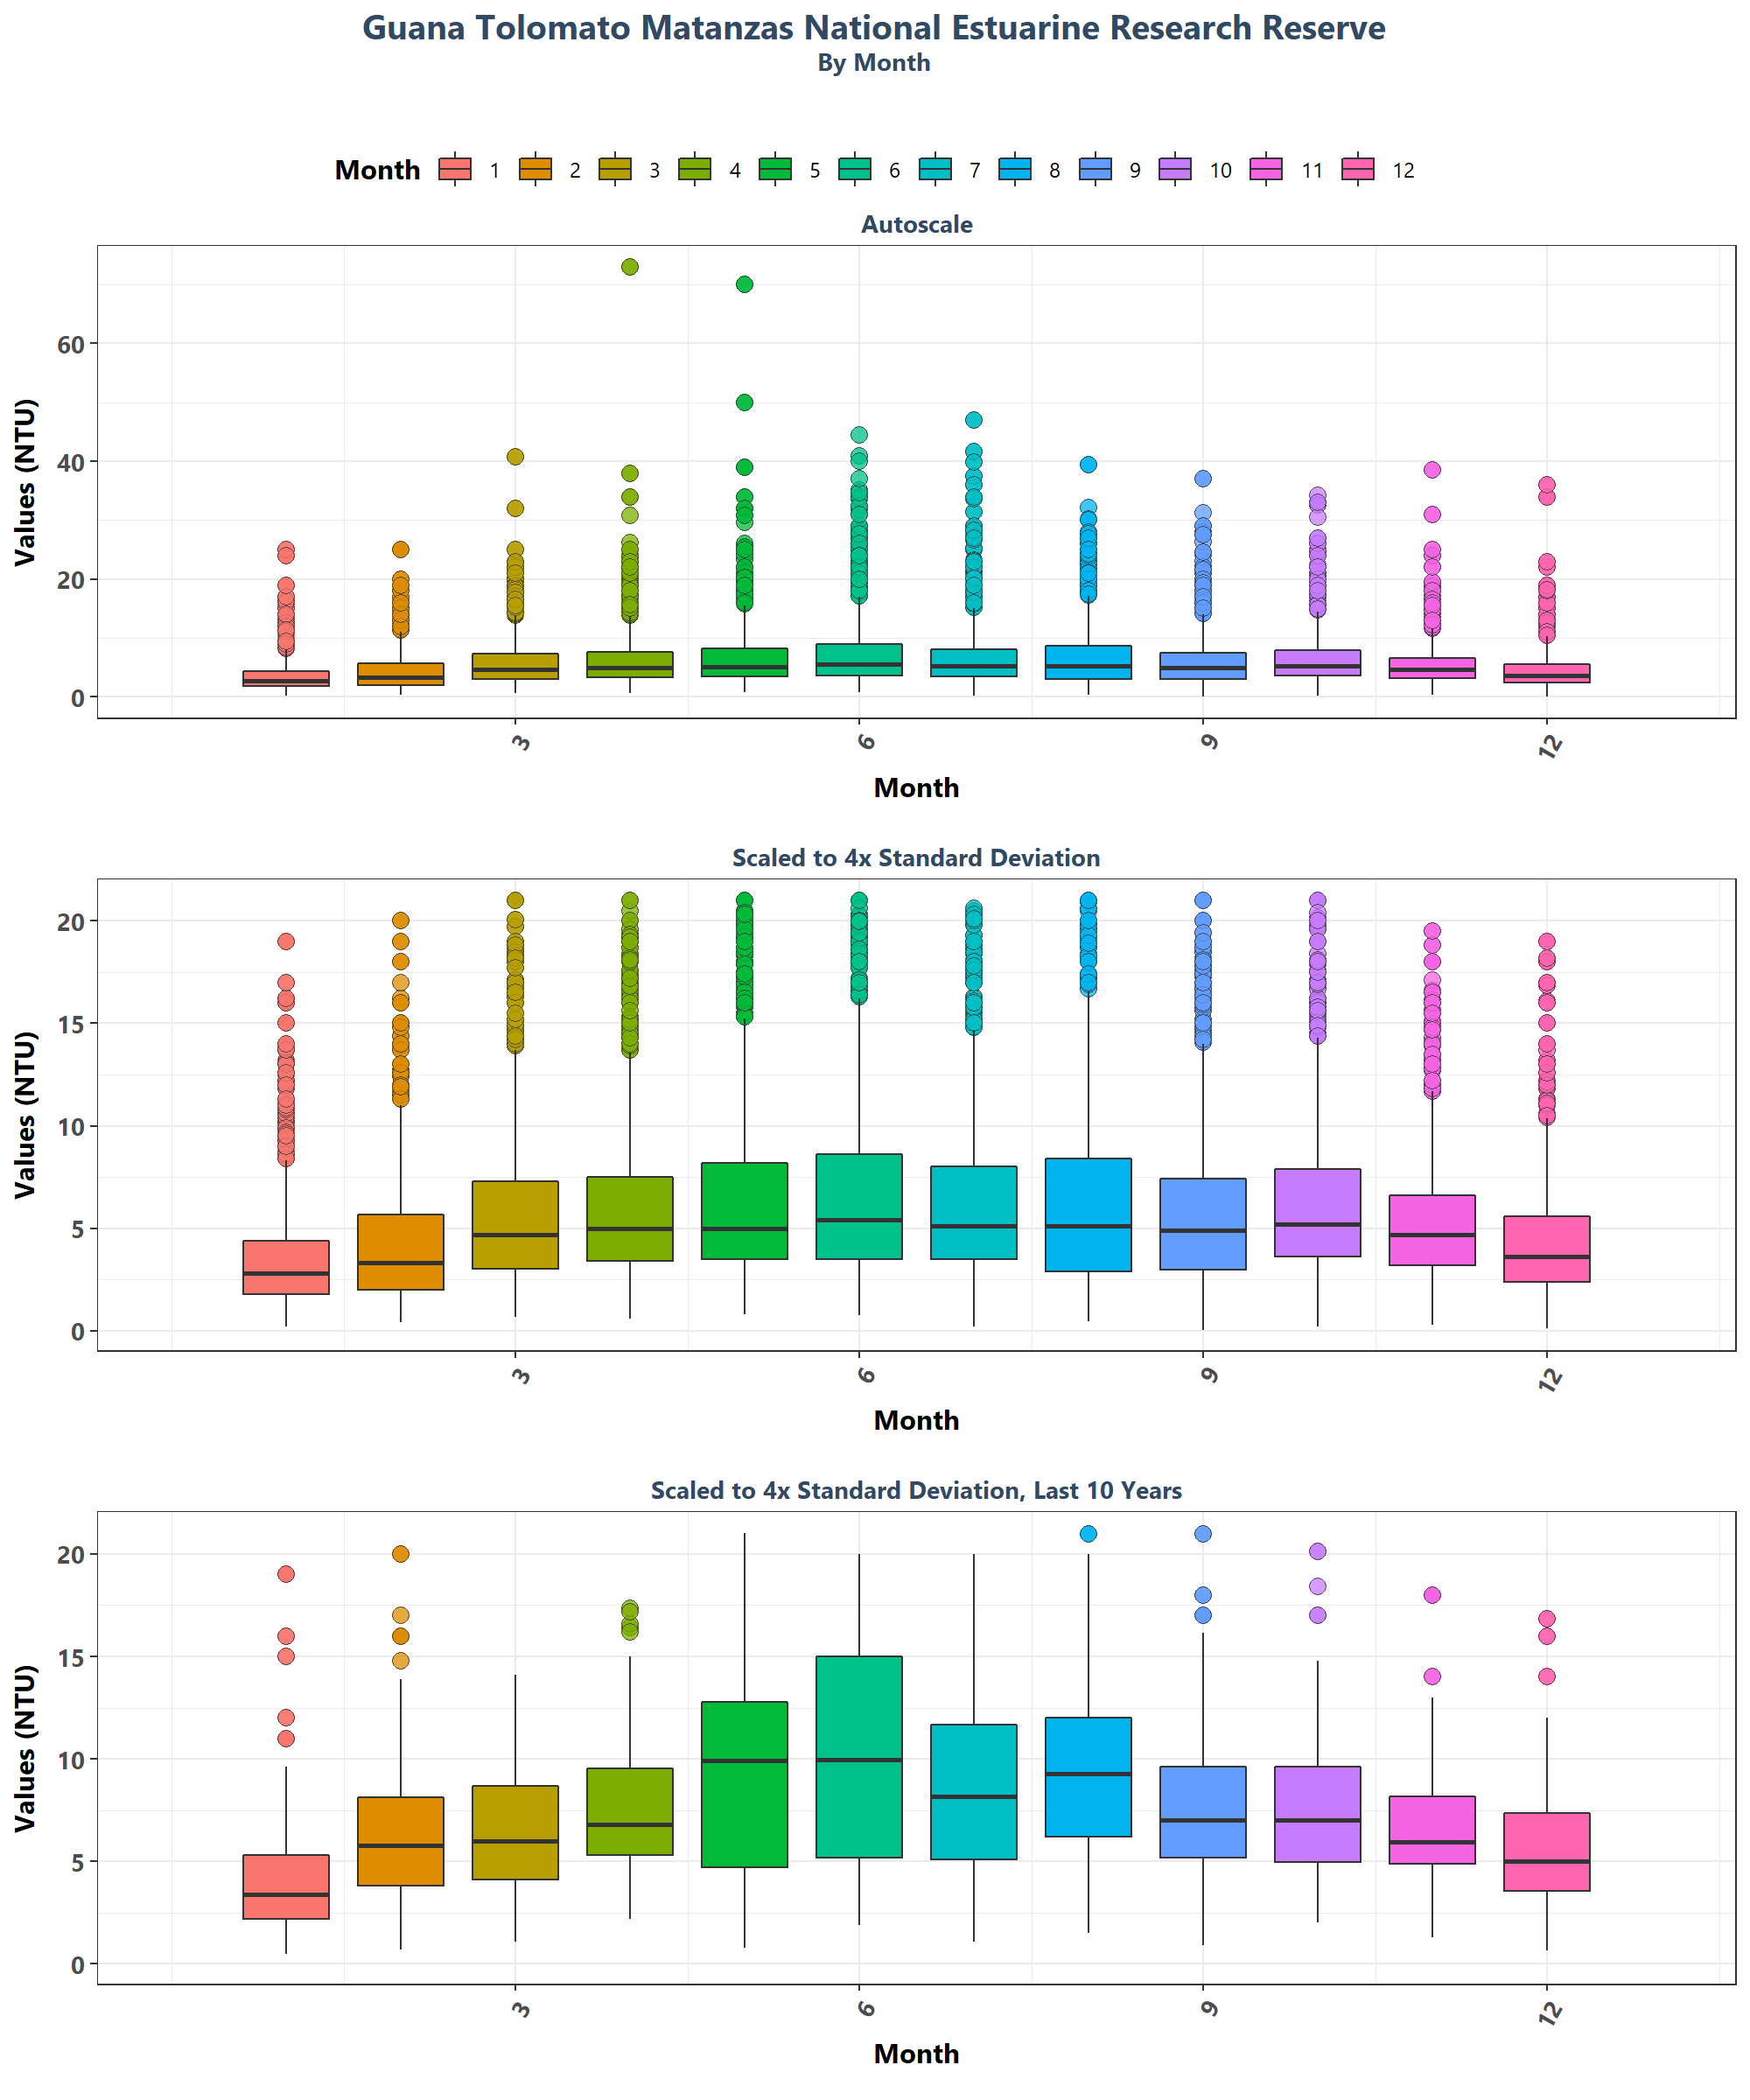 Guana Tolomato Matanzas National Estuarine Research Reserve
By Month
Month 1 2 3 4 5 6 7 8 9 10 11 12
Autoscale
Values (NTU)
60
40
20
0
3 6 9 12
Month
Scaled to 4x Standard Deviation
Values (NTU)
20
15
10
5
0
3 6 9 12
Month
Scaled to 4x Standard Deviation, Last 10 Years
Values (NTU)
20
15
10
5
0
3 6 9 12
Month